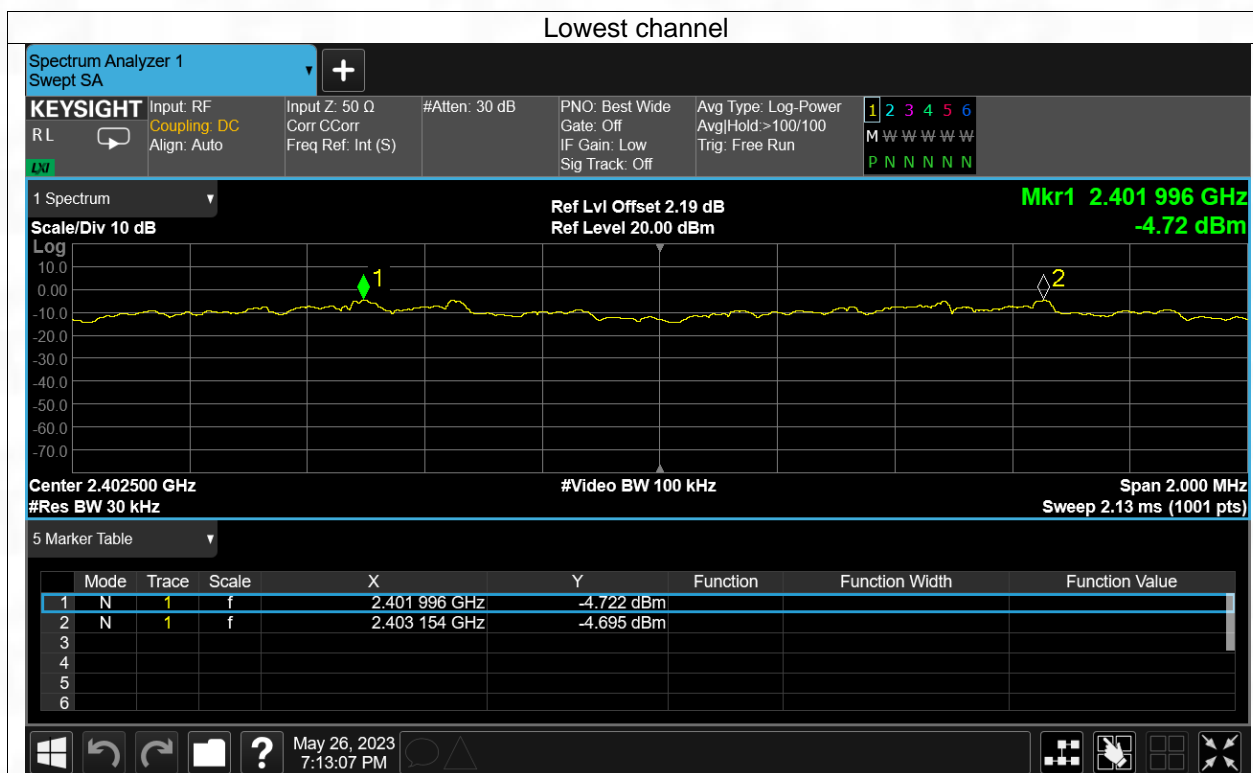 Lowest channel
Spectrum Analyzer 1
Swept SA
+
KEYSIGHT
R L
LXI
Input: RF
Coupling: DC
Align: Auto
Input Z: 50 Ω
Corr CCorr
Freq Ref: Int (S)
#Atten: 30 dB
PNO: Best Wide
Gate: Off
IF Gain: Low
Sig Track: Off
Avg Type: Log-Power
Avg|Hold:>100/100
Trig: Free Run
1 2 3 4 5 6
M W W W W W
P N N N N N
1 Spectrum
Scale/Div 10 dB
Ref Lvl Offset 2.19 dB
Ref Level 20.00 dBm
Mkr1 2.401 996 GHz
-4.72 dBm
Log
10.0
0.00
-10.0
-20.0
-30.0
-40.0
-50.0
-60.0
-70.0
1
2
Center 2.402500 GHz
#Video BW 100 kHz
Span 2.000 MHz
#Res BW 30 kHz
Sweep 2.13 ms (1001 pts)
5 Marker Table
Mode Trace Scale X Y Function Function Width Function Value
1 N 1 f 2.401 996 GHz -4.722 dBm
2 N 1 f 2.403 154 GHz -4.695 dBm
3
4
5
6
?
May 26, 2023
7:13:07 PM